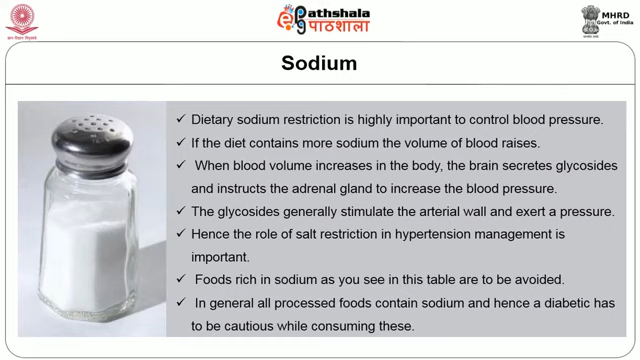 ePathshala
पाठशाला
MHRD
Govt. of India
Sodium
✓ Dietary sodium restriction is highly important to control blood pressure.
✓ If the diet contains more sodium the volume of blood raises.
✓ When blood volume increases in the body, the brain secretes glycosides
and instructs the adrenal gland to increase the blood pressure.
✓ The glycosides generally stimulate the arterial wall and exert a pressure.
✓ Hence the role of salt restriction in hypertension management is
important.
✓ Foods rich in sodium as you see in this table are to be avoided.
✓ In general all processed foods contain sodium and hence a diabetic has
to be cautious while consuming these.